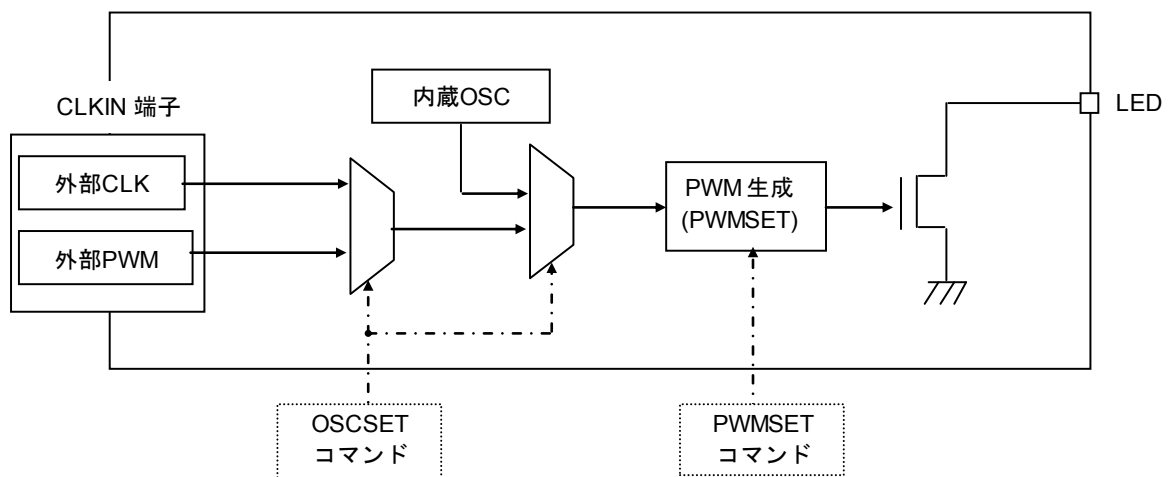 CLKIN 端子
内蔵OSC
LED
外部CLK
外部PWM
PWM 生成
(PWMSET)
OSCSET
コマンド
PWMSET
コマンド